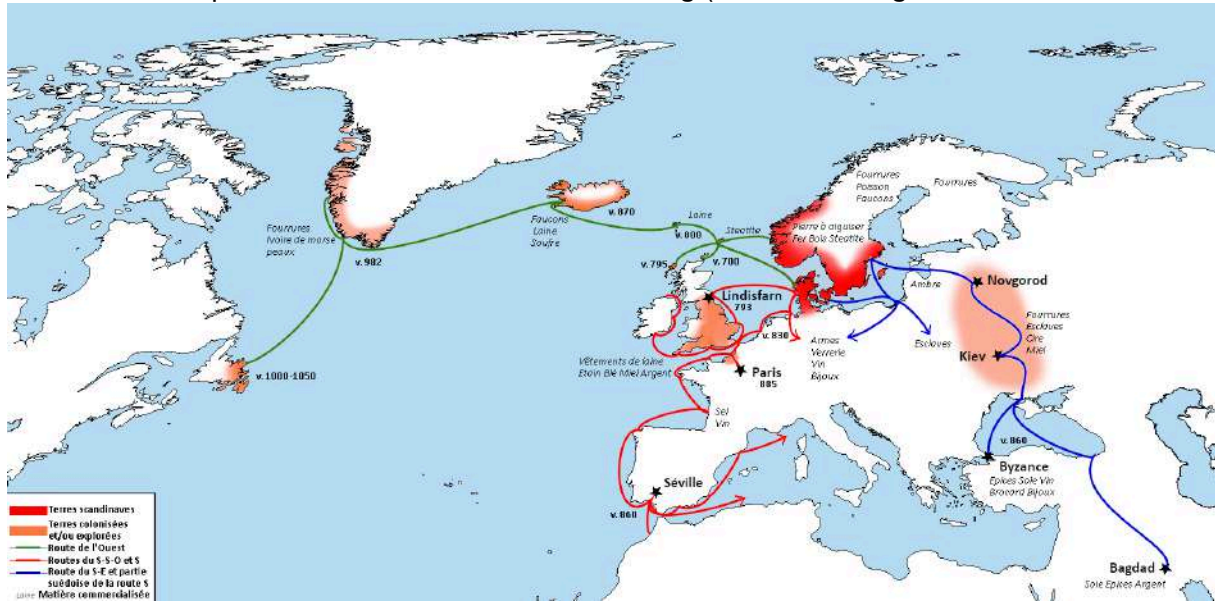 Fourrures
Poisson
Faucons
Fourrures
Pierre à aiguiser
Fer Bois Steatite
v. 870
Faucons
Laine
Soufre
Laine
v. 800
Steatite
v. 795
v. 700
Fourrures
Ivoire de morse
peaux
v. 982
Lindisfarn
793
Ambre
Novgorod
v. 830
Fourrures
Esclaves
Cire
Miel
Kiev
Armes
Verrerie
Vin
Bijoux
Esclaves
Vêtements de laine
Etain Blé Miel Argent
Paris
885
v. 1000-1050
Sel
Vin
v. 860
Byzance
Epices Soie Vin
Brocard Bijoux
Séville
v. 860
Bagdad
Soie Epices Argent
Terres scandinaves
Terres colonisées
et/ou explorées
Route de l'Ouest
Routes du S-S-O et S
Route du S-E et partie
suédoise de la route S
Laine Matière commercialisée